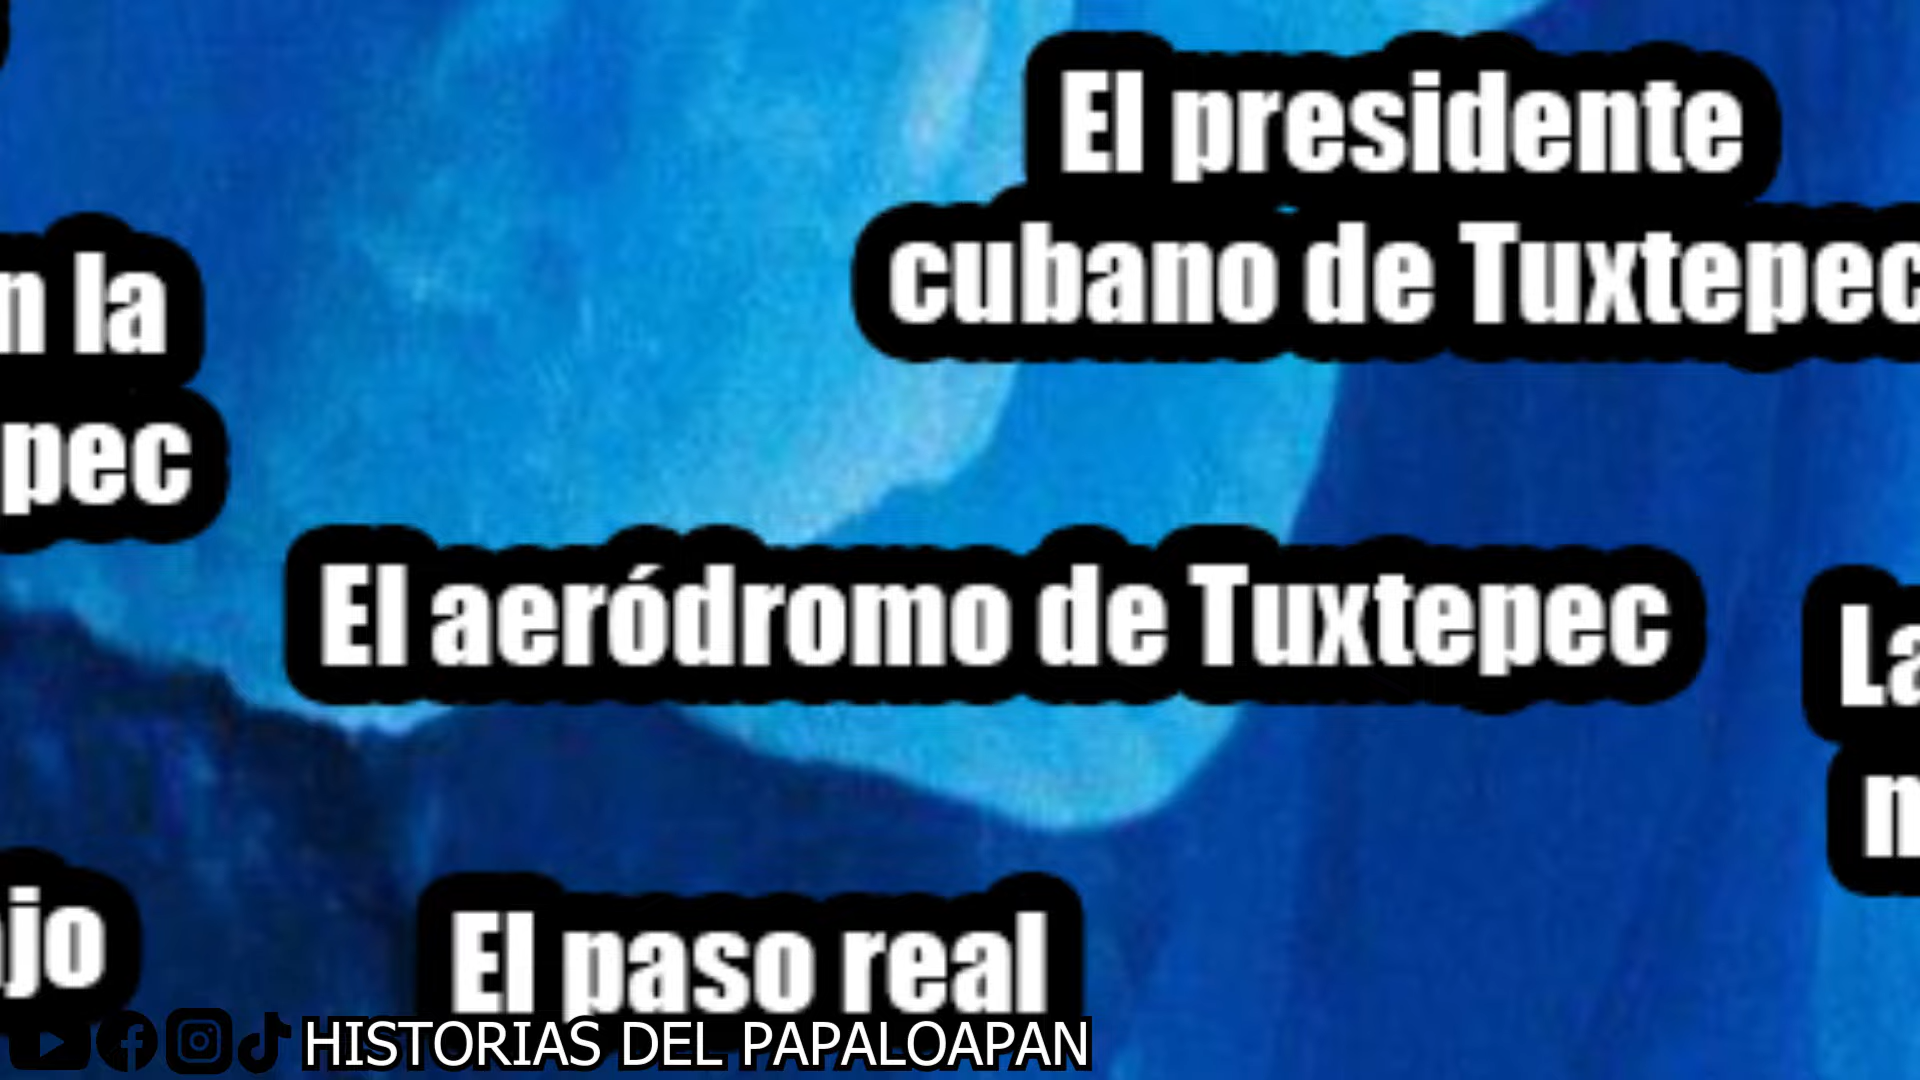 El presidente
cubano de Tuxtepec
n la
pec
El aeródromo de Tuxtepec
La
El paso real
jo
HISTORIAS DEL PAPALOAPAN